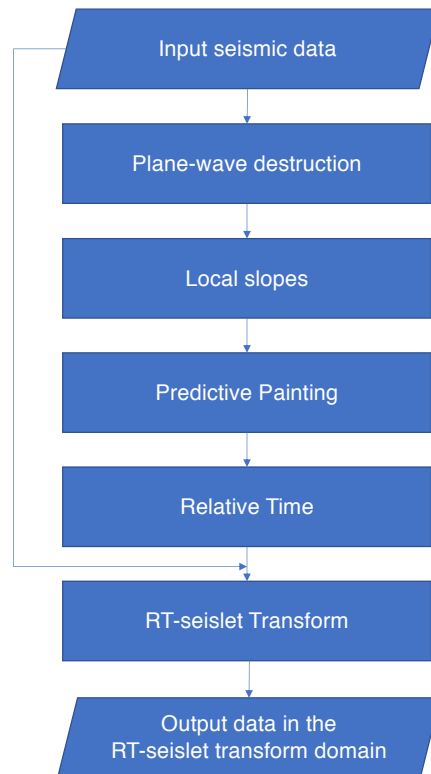 Input seismic data
Plane-wave destruction
Local slopes
Predictive Painting
Relative Time
RT-seislet Transform
Output data in the
RT-seislet transform domain